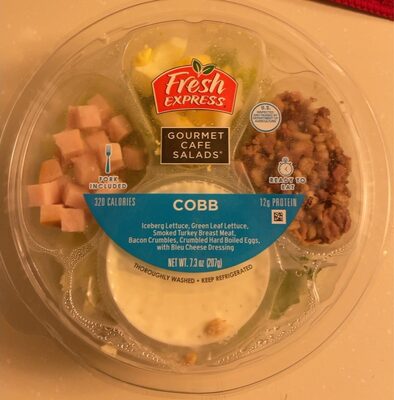 Fresh
EXPRESS
GOURMET
CAFE
SALADS
U.S.
INSPECTED
FORK
INCLUDED
READY TO
EAT
320 CALORIES
COBB
12g PROTEIN
Iceberg Lettuce, Green Leaf Lettuce,
Smoked Turkey Breast Meat,
Bacon Crumbles, Crumbled Hard Boiled Eggs,
with Bleu Cheese Dressing
NET WT. 7.3 oz (207g)
THOROUGHLY WASHED • KEEP REFRIGERATED